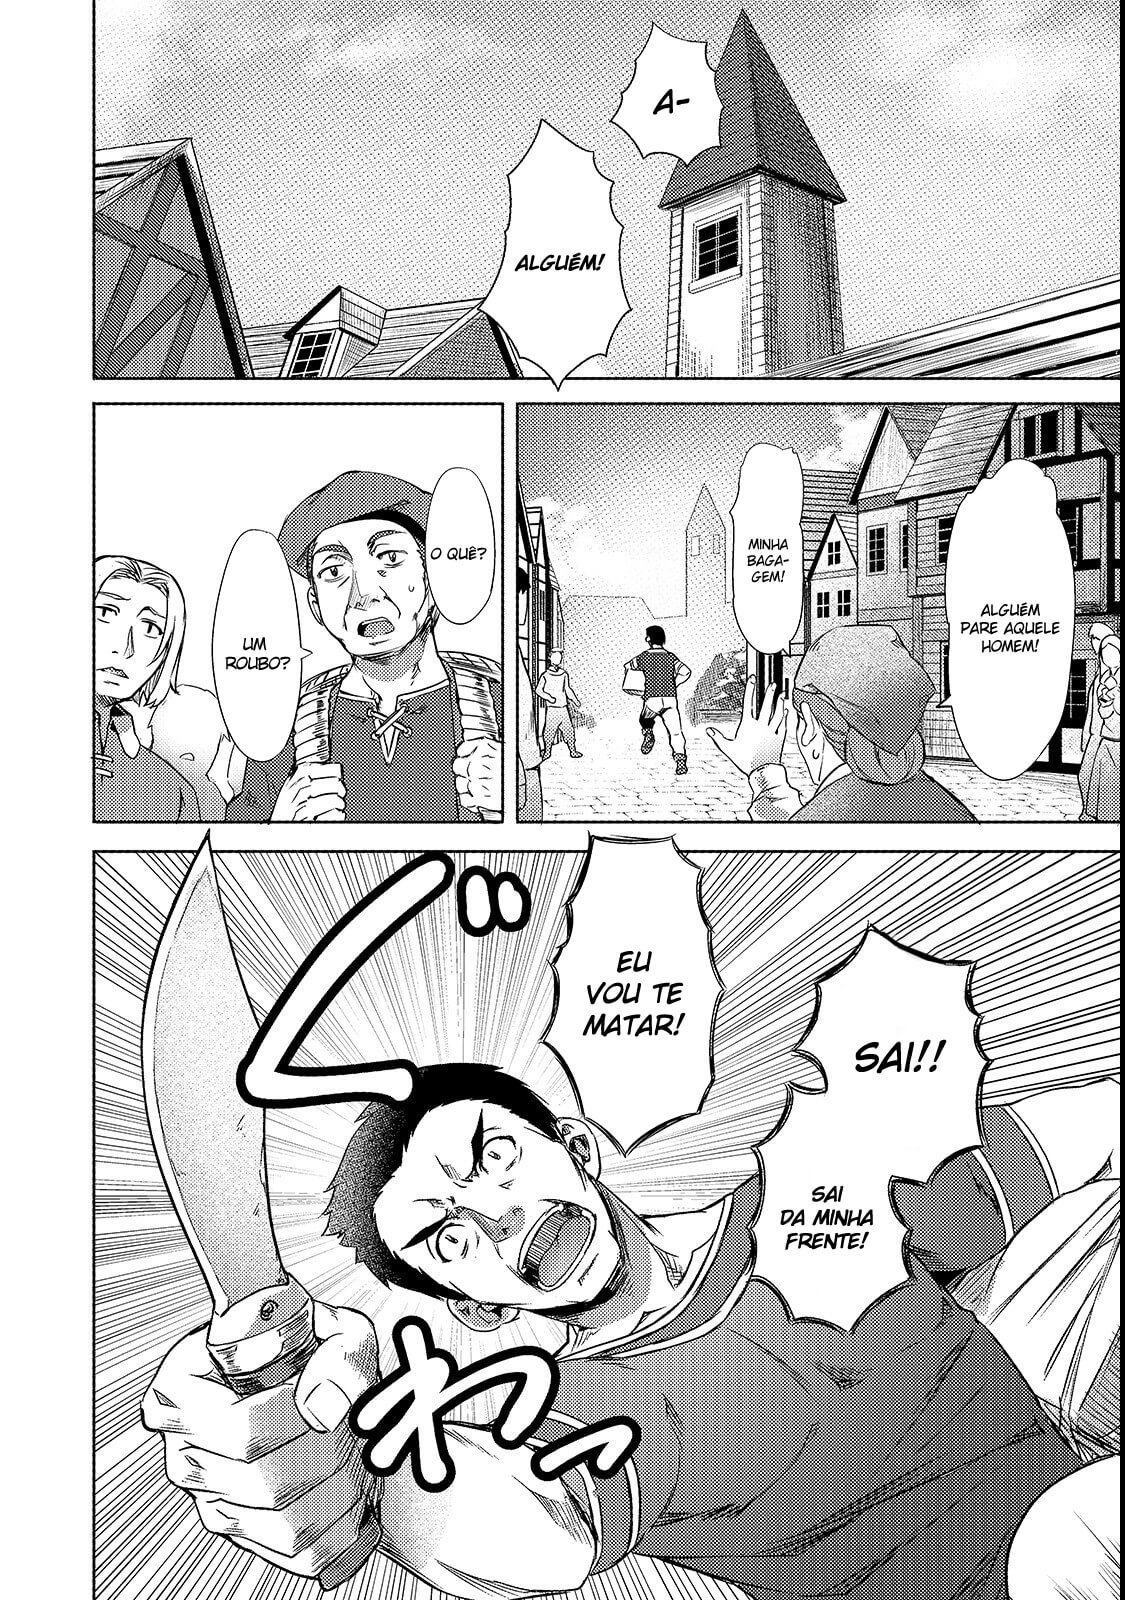 A-
ALGUÉM!
ALGUÉM
PARE AQUELE
HOMEM!
MINHA
BAGA-
GEM!
O QUÊ?
UM
ROUBO?
SAI!!
SAI
DA MINHA
FRENTE!
EU
VOU TE
MATAR!
ぐわっ